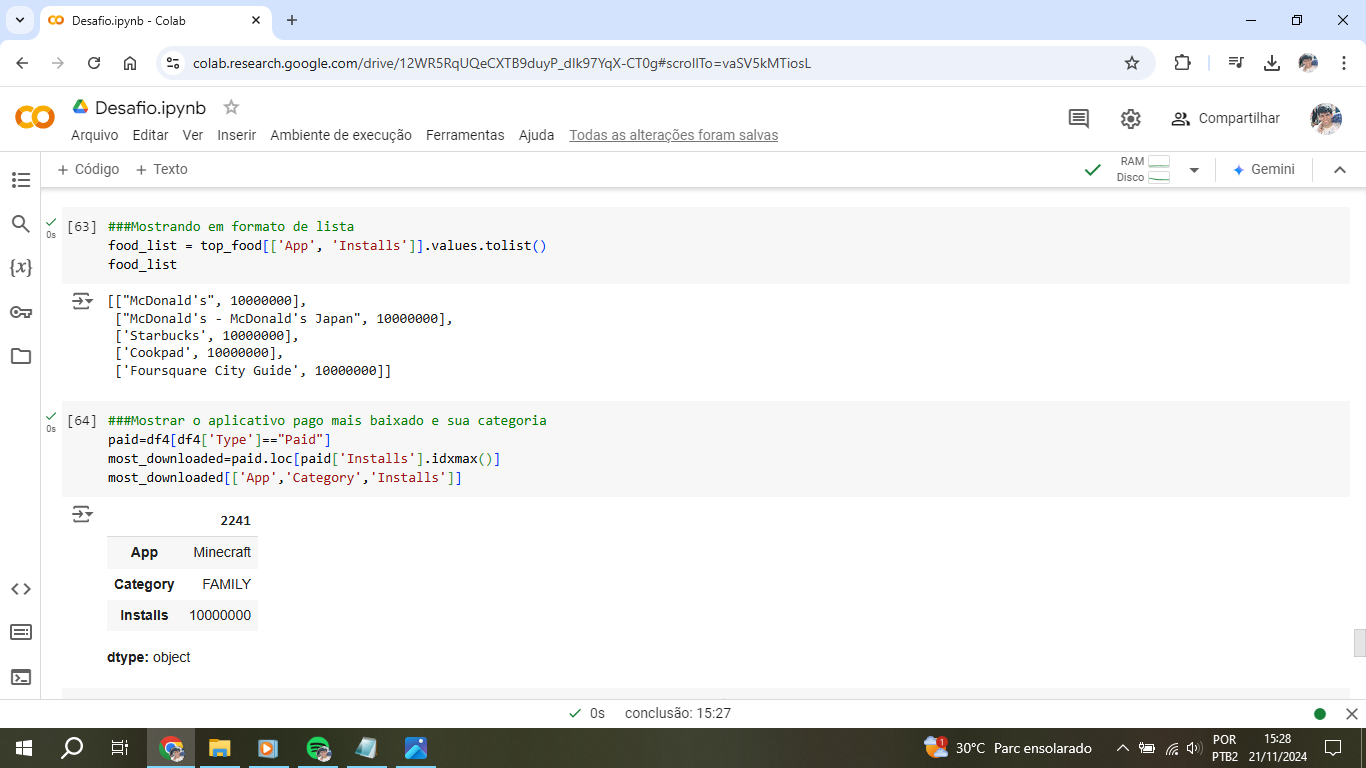 Desafio.ipynb - Colab
colab.research.google.com/drive/12WR5RqUQeCXTB9duyP_dIk97YqX-CT0g#scrollTo=vaSV5kMTiosL
Desafio.ipynb
Arquivo Editar Ver Inserir Ambiente de execução Ferramentas Ajuda Todas as alterações foram salvas
Compartilhar
+ Código + Texto
RAM
Disco
Gemini
[63] ###Mostrando em formato de lista
0s
food_list = top_food[['App', 'Installs']].values.tolist()
food_list
[["McDonald's", 10000000],
["McDonald's - McDonald's Japan", 10000000],
['Starbucks', 10000000],
['Cookpad', 10000000],
['Foursquare City Guide', 10000000]]
[64] ###Mostrar o aplicativo pago mais baixado e sua categoria
0s
paid=df4[df4['Type']=="Paid"]
most_downloaded=paid.loc[paid['Installs'].idxmax()]
most_downloaded[['App','Category','Installs']]
2241
App Minecraft
Category FAMILY
Installs 10000000
dtype: object
0s conclusão: 15:27
1
30°C Parc ensolarado
POR
PTB2
15:28
21/11/2024